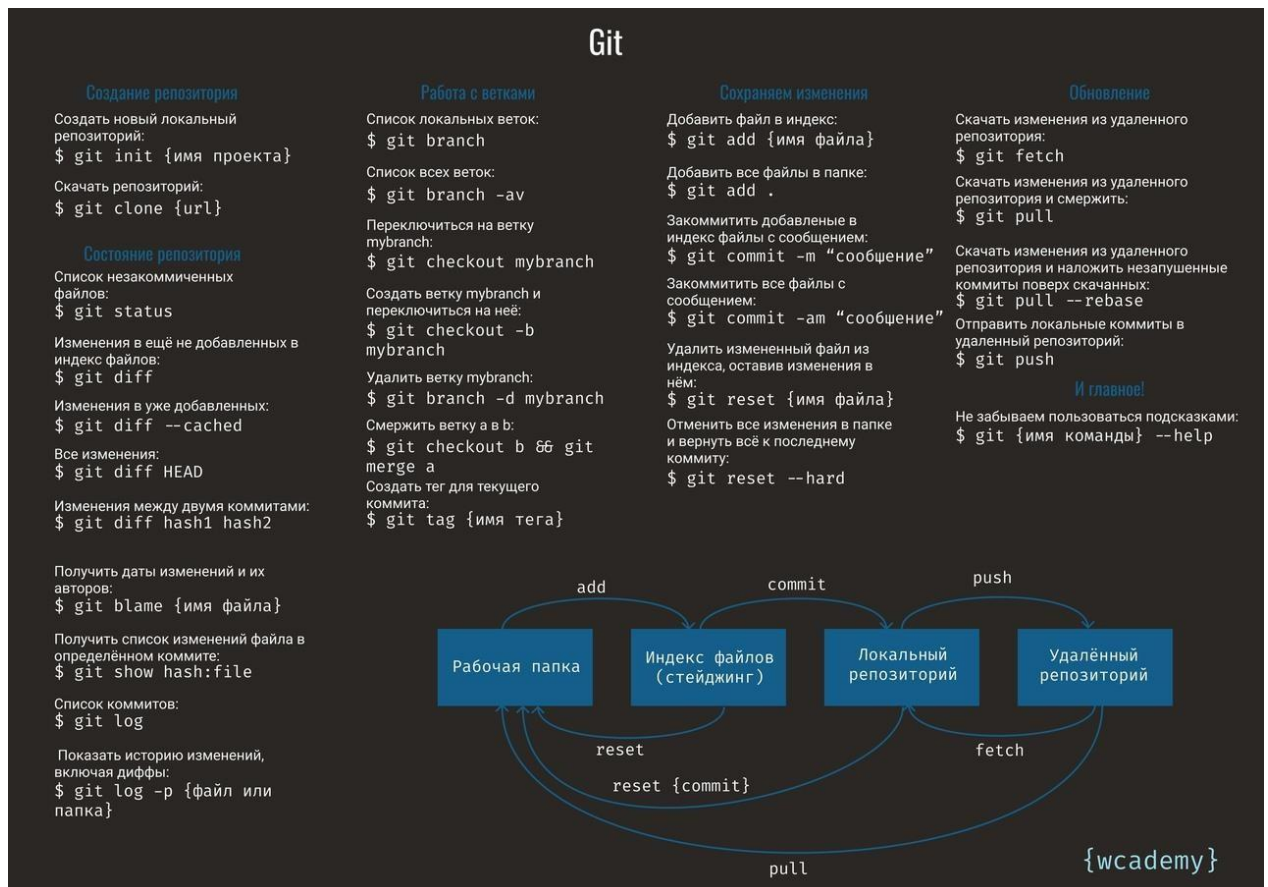 Git
Создание репозитория
Создать новый локальный
репозиторий:
$ git init {имя проекта}
Скачать репозиторий:
$ git clone {url}
Состояние репозитория
Список незакоммиченных
файлов:
$ git status
Изменения в ещё не добавленных в
индекс файлов:
$ git diff
Изменения в уже добавленных:
$ git diff --cached
Все изменения:
$ git diff HEAD
Изменения между двумя коммитами:
$ git diff hash1 hash2
Получить даты изменений и их
авторов:
$ git blame {имя файла}
Получить список изменений файла в
определённом коммите:
$ git show hash:file
Список коммитов:
$ git log
Показать историю изменений,
включая диффы:
$ git log -p {файл или
папка}
Работа с ветками
Список локальных веток:
$ git branch
Список всех веток:
$ git branch -av
Переключиться на ветку
mybranch:
$ git checkout mybranch
Создать ветку mybranch и
переключиться на неё:
$ git checkout -b
mybranch
Удалить ветку mybranch:
$ git branch -d mybranch
Смержить ветку a в b:
$ git checkout b && git
merge a
Создать тег для текущего
коммита:
$ git tag {имя тега}
Сохраняем изменения
Добавить файл в индекс:
$ git add {имя файла}
Добавить все файлы в папке:
$ git add .
Закоммитить добавленые в
индекс файлы с сообщением:
$ git commit -m “сообщение”
Закоммитить все файлы с
сообщением:
$ git commit -am “сообщение”
Удалить измененный файл из
индекса, оставив изменения в
нём:
$ git reset {имя файла}
Отменить все изменения в папке
и вернуть всё к последнему
коммиту:
$ git reset --hard
Обновление
Скачать изменения из удаленного
репозитория:
$ git fetch
Скачать изменения из удаленного
репозитория и смержить:
$ git pull
Скачать изменения из удаленного
репозитория и наложить незапушенные
коммиты поверх скачанных:
$ git pull --rebase
Отправить локальные коммиты в
удаленный репозиторий:
$ git push
И главное!
Не забываем пользоваться подсказками:
$ git {имя команды} --help
add
commit
push
Рабочая папка
Индекс файлов
(стейджинг)
Локальный
репозиторий
Удалённый
репозиторий
reset
fetch
reset {commit}
pull
{wcademy}